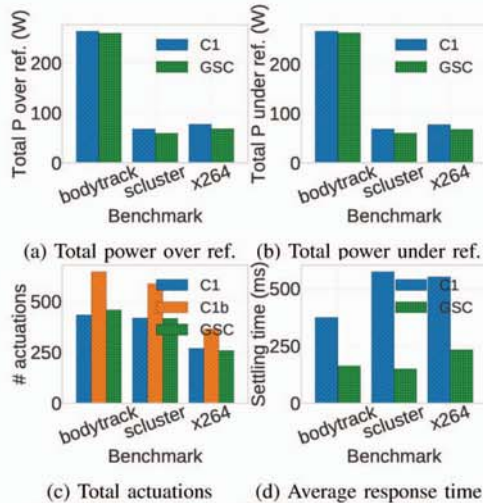 Total P over ref. (W)
200
100
0
C1
GSC
bodytrack
scluster
x264
Benchmark
(a) Total power over ref.
Total P under ref. (W)
200
100
0
C1
GSC
bodytrack
scluster
x264
Benchmark
(b) Total power under ref.
# actuations
500
250
0
C1
C1b
GSC
bodytrack
scluster
x264
Benchmark
(c) Total actuations
Settling time (ms)
500
250
0
C1
GSC
bodytrack
scluster
x264
Benchmark
(d) Average response time